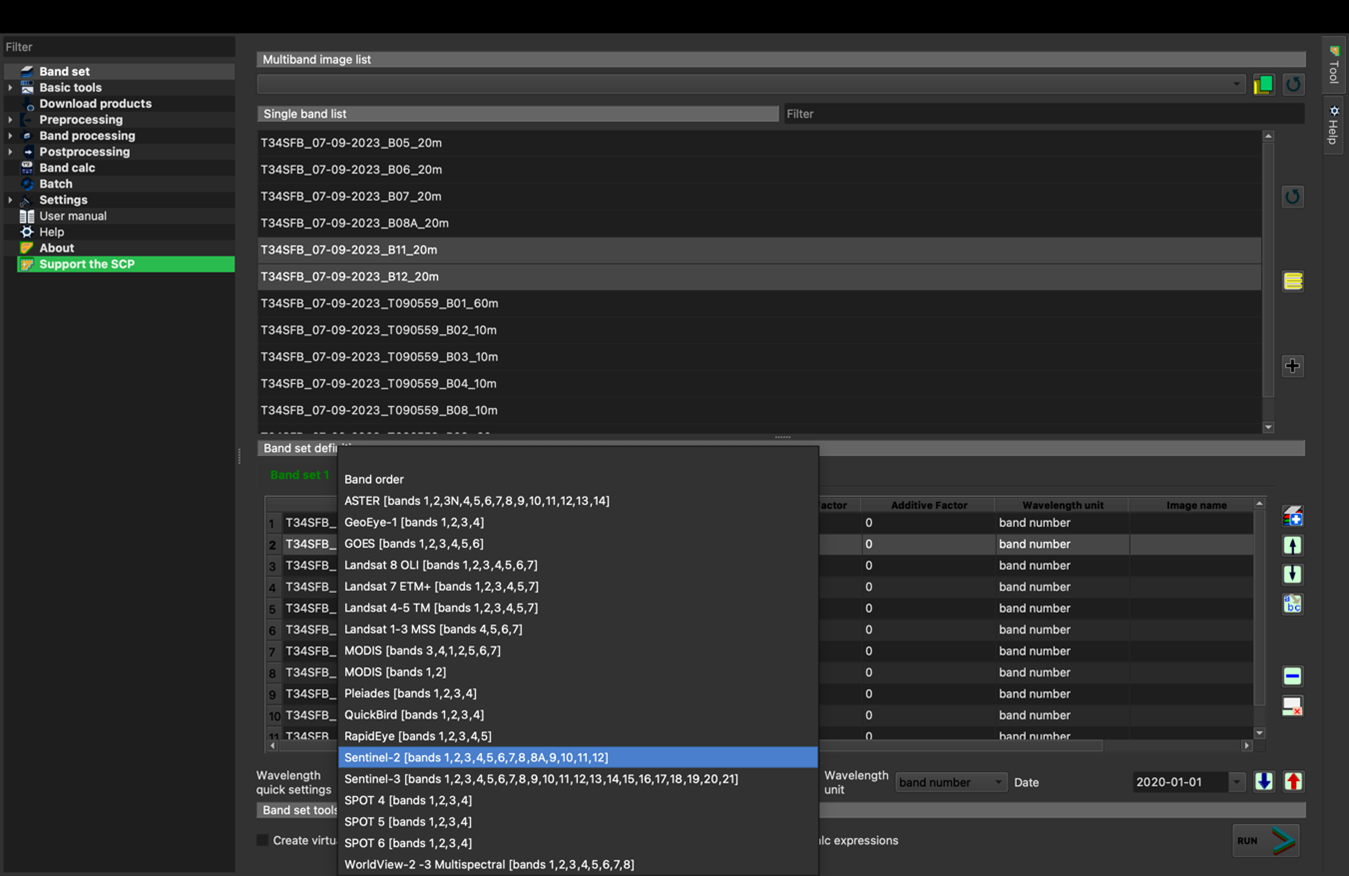 Filter
Band set
Basic tools
Download products
Preprocessing
Band processing
Postprocessing
Band calc
Batch
Settings
User manual
Help
About
Support the SCP
Multiband image list
Single band list
Filter
T34SFB_07-09-2023_B05_20m
T34SFB_07-09-2023_B06_20m
T34SFB_07-09-2023_B07_20m
T34SFB_07-09-2023_B08A_20m
T34SFB_07-09-2023_B11_20m
T34SFB_07-09-2023_B12_20m
T34SFB_07-09-2023_T090559_B01_60m
T34SFB_07-09-2023_T090559_B02_10m
T34SFB_07-09-2023_T090559_B03_10m
T34SFB_07-09-2023_T090559_B04_10m
T34SFB_07-09-2023_T090559_B08_10m
Band set defi
Band set 1
actor Additive Factor Wavelength unit Image name
1 T34SFB_ 0 band number
2 T34SFB_ 0 band number
3 T34SFB_ 0 band number
4 T34SFB_ 0 band number
5 T34SFB_ 0 band number
6 T34SFB_ 0 band number
7 T34SFB_ 0 band number
8 T34SFB_ 0 band number
9 T34SFB_ 0 band number
10 T34SFB_ 0 band number
11 T34SFB_ 0 band number
Band order
ASTER [bands 1,2,3N,4,5,6,7,8,9,10,11,12,13,14]
GeoEye-1 [bands 1,2,3,4]
GOES [bands 1,2,3,4,5,6]
Landsat 8 OLI [bands 1,2,3,4,5,6,7]
Landsat 7 ETM+ [bands 1,2,3,4,5,7]
Landsat 4-5 TM [bands 1,2,3,4,5,7]
Landsat 1-3 MSS [bands 4,5,6,7]
MODIS [bands 3,4,1,2,5,6,7]
MODIS [bands 1,2]
Pleiades [bands 1,2,3,4]
QuickBird [bands 1,2,3,4]
RapidEye [bands 1,2,3,4,5]
Sentinel-2 [bands 1,2,3,4,5,6,7,8,8A,9,10,11,12]
Sentinel-3 [bands 1,2,3,4,5,6,7,8,9,10,11,12,13,14,15,16,17,18,19,20,21]
SPOT 4 [bands 1,2,3,4]
SPOT 5 [bands 1,2,3,4]
SPOT 6 [bands 1,2,3,4]
WorldView-2 -3 Multispectral [bands 1,2,3,4,5,6,7,8]
Wavelength
quick settings
Wavelength
unit
band number
Date
2020-01-01
Band set tools
Create virtu
lc expressions
RUN
Tool
Help